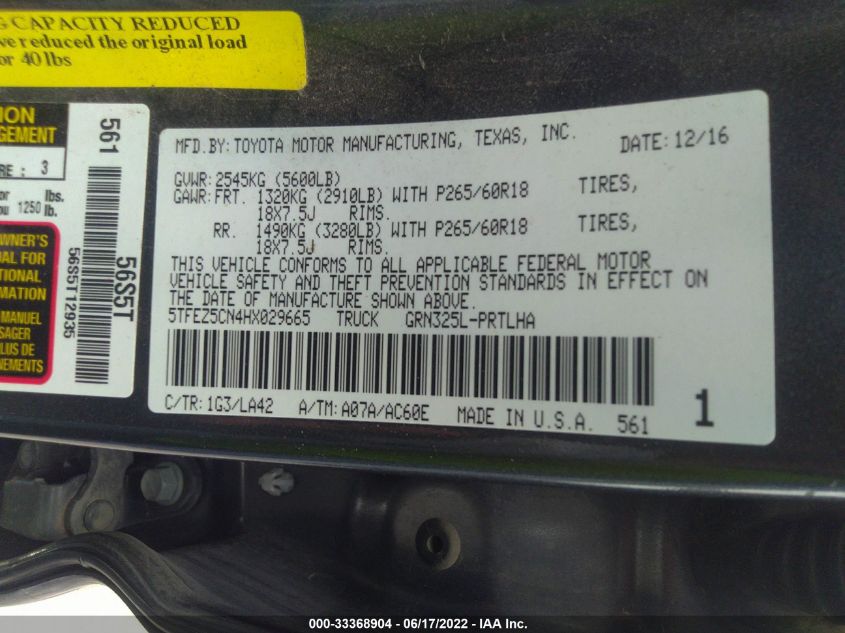 G CAPACITY REDUCED
ve reduced the original load
or 40 lbs
ION
GEMENT
RE : 3
or lbs.
ou 1250 lb.
WNER'S
UAL FOR
TIONAL
RMATION
MANUEL
SAGER
LUS DE
NEMENTS
561
56S5T
56S5T12935
MFD.BY:TOYOTA MOTOR MANUFACTURING, TEXAS, INC. DATE:12/16
GVWR:2545KG (5600LB)
GAWR:FRT. 1320KG (2910LB) WITH P265/60R18 TIRES,
18X7.5J RIMS.
RR. 1490KG (3280LB) WITH P265/60R18 TIRES,
18X7.5J RIMS.
THIS VEHICLE CONFORMS TO ALL APPLICABLE FEDERAL MOTOR
VEHICLE SAFETY AND THEFT PREVENTION STANDARDS IN EFFECT ON
THE DATE OF MANUFACTURE SHOWN ABOVE.
5TFEZ5CN4HX029665 TRUCK GRN325L-PRTLHA
C/TR:1G3/LA42 A/TM:A07A/AC60E MADE IN U.S.A. 561
1
000-33368904 - 06/17/2022 - IAA Inc.